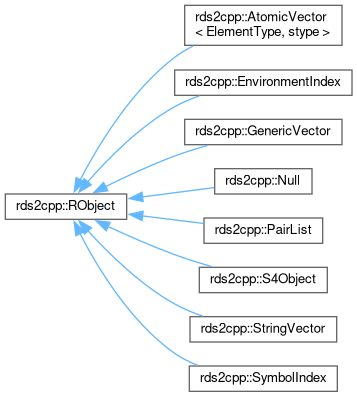 rds2cpp::AtomicVector
< ElementType, stype >
rds2cpp::EnvironmentIndex
rds2cpp::GenericVector
rds2cpp::Null
rds2cpp::RObject
rds2cpp::PairList
rds2cpp::S4Object
rds2cpp::StringVector
rds2cpp::SymbolIndex